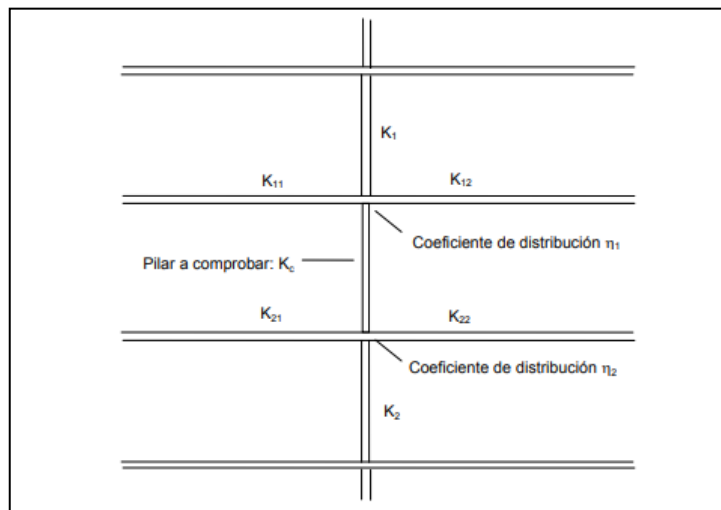 K₁
K₁₁
K₁₂
Coeficiente de distribución η₁
Pilar a comprobar: K꜀
K₂₁
K₂₂
Coeficiente de distribución η₂
K₂